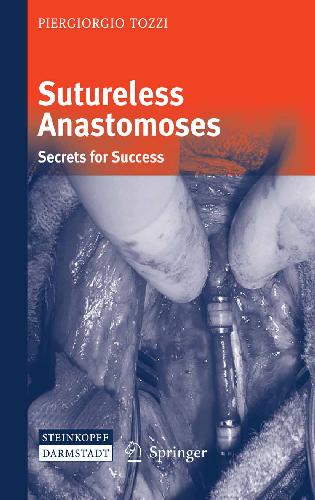 PIERGIORGIO TOZZI
Sutureless
Anastomoses
Secrets for Success
STEINKOPFF
DARMSTADT
Springer